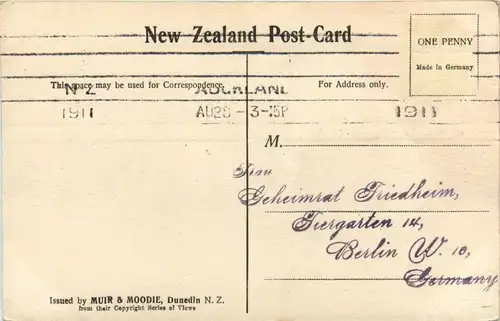 New Zealand Post-Card
ONE PENNY
Made in Germany
This space may be used for Correspondence.
For Address only.
N Z
AUCKLAND
1911
AU28 - 3-15P
1911
M.
Frau
Geheimrat Friedheim,
Tiergarten 14,
Berlin W. 10,
Germany
Issued by MUIR & MOODIE, Dunedin N. Z.
from their Copyright Series of Views